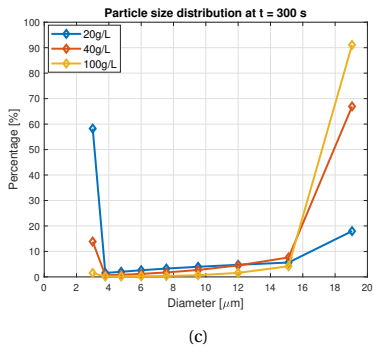 Particle size distribution at t = 300 s
20g/L
40g/L
100g/L
Percentage [%]
100
90
80
70
60
50
40
30
20
10
0
0 2 4 6 8 10 12 14 16 18 20
Diameter [μm]
(c)